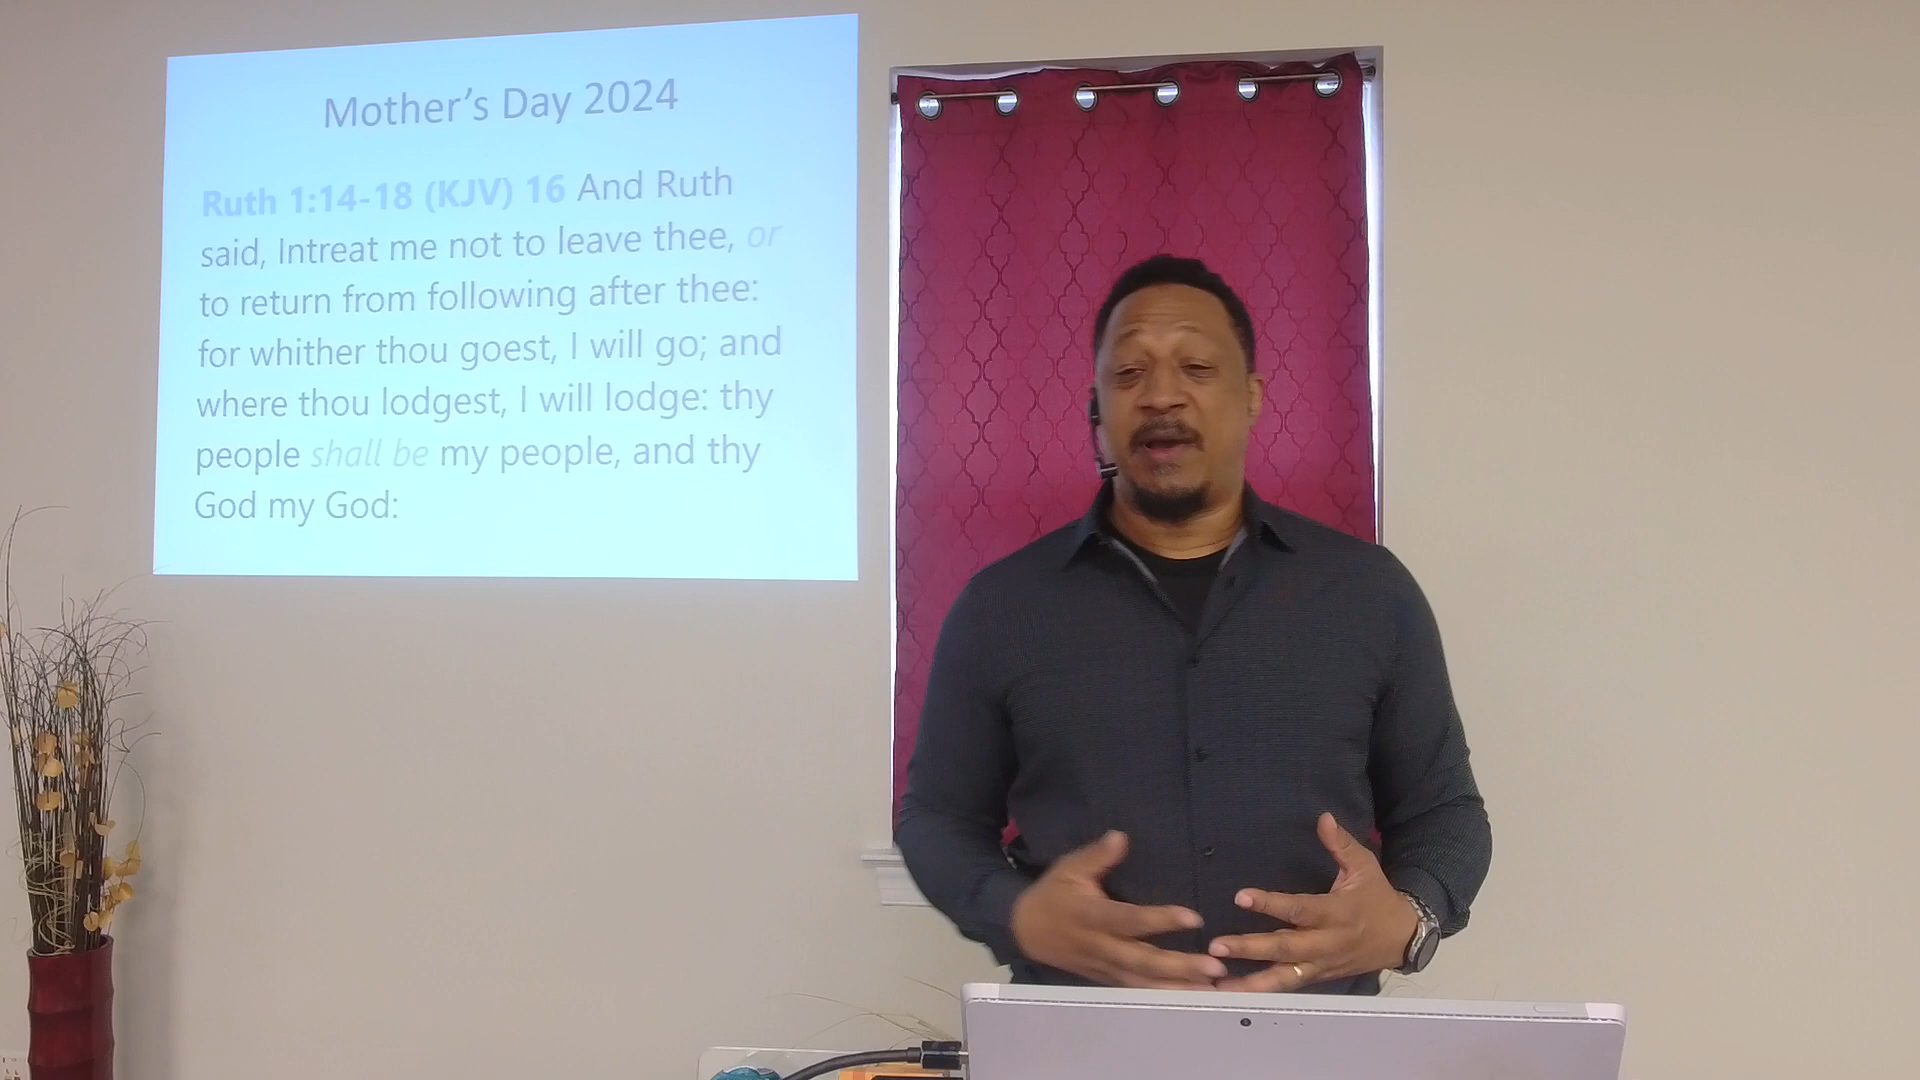 Mother’s Day 2024
Ruth 1:14-18 (KJV) 16 And Ruth
said, Intreat me not to leave thee, or
to return from following after thee:
for whither thou goest, I will go; and
where thou lodgest, I will lodge: thy
people shall be my people, and thy
God my God: